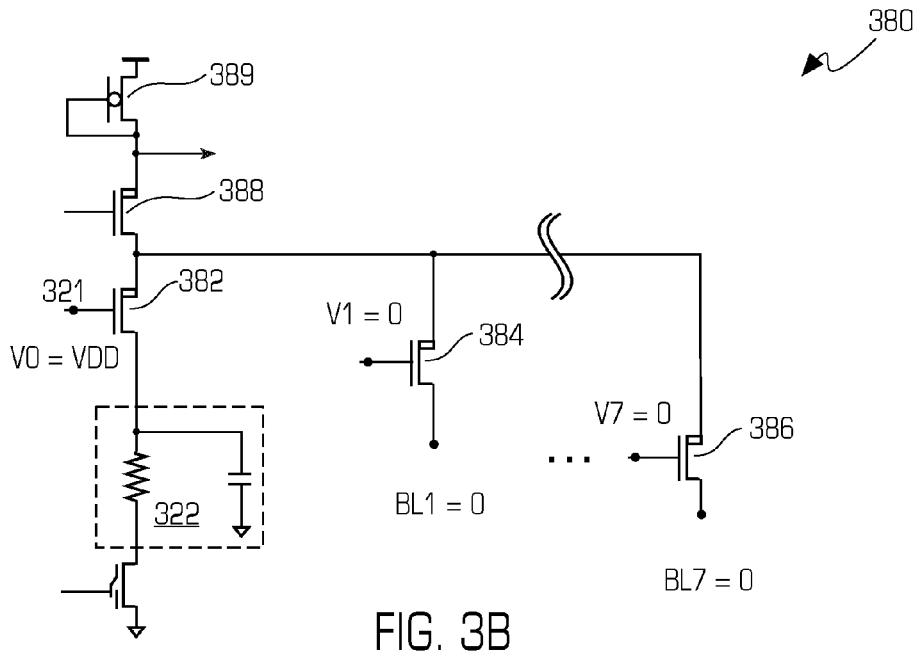 380
389
388
321
382
V0 = VDD
V1 = 0
384
V7 = 0
386
...
322
BL1 = 0
BL7 = 0
FIG. 3B